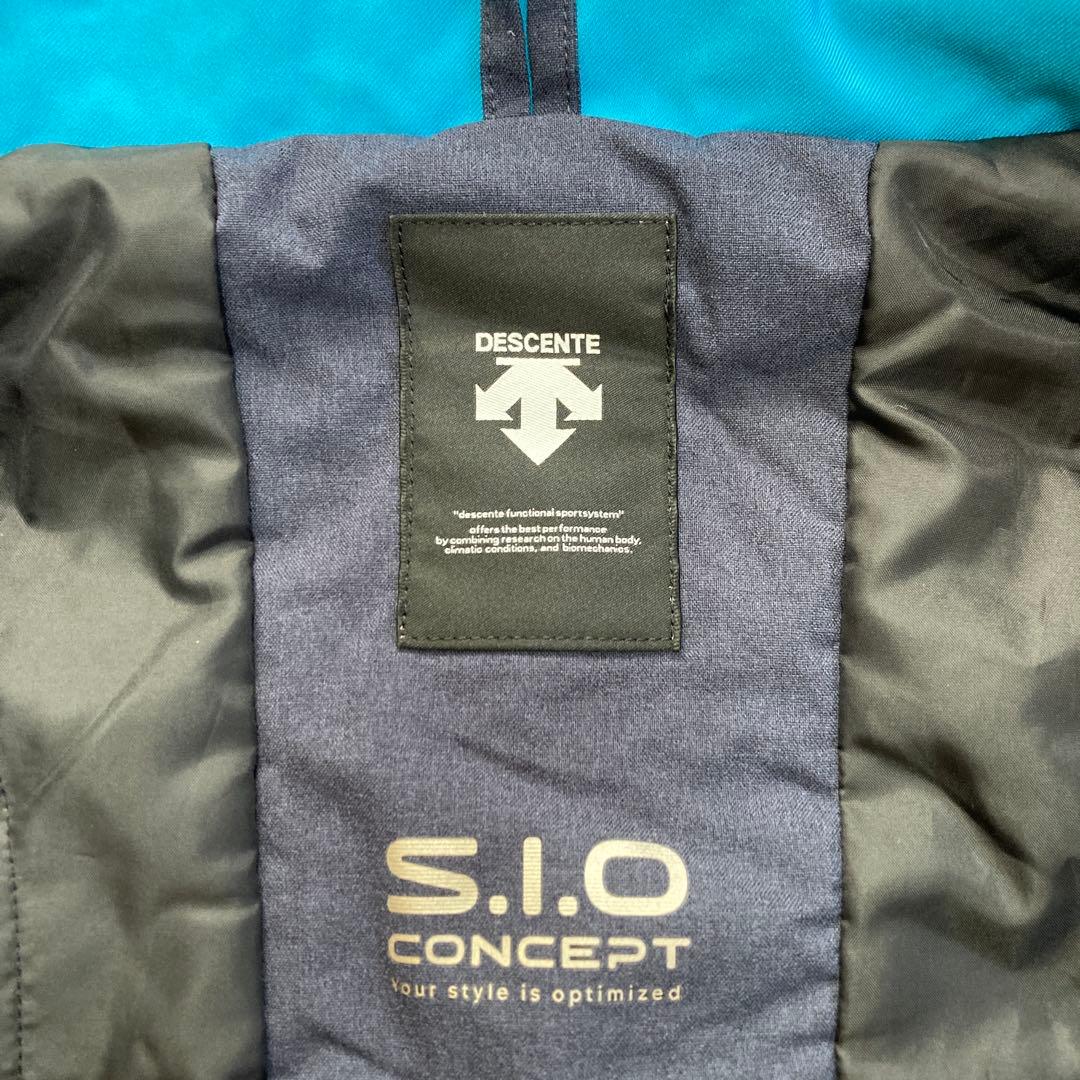 DESCENTE
"descente functional sportsystem"
offers the best performance
by combining research on the human body,
climatic conditions, and biomechanics.
S.I.O
CONCEPT
Your style is optimized